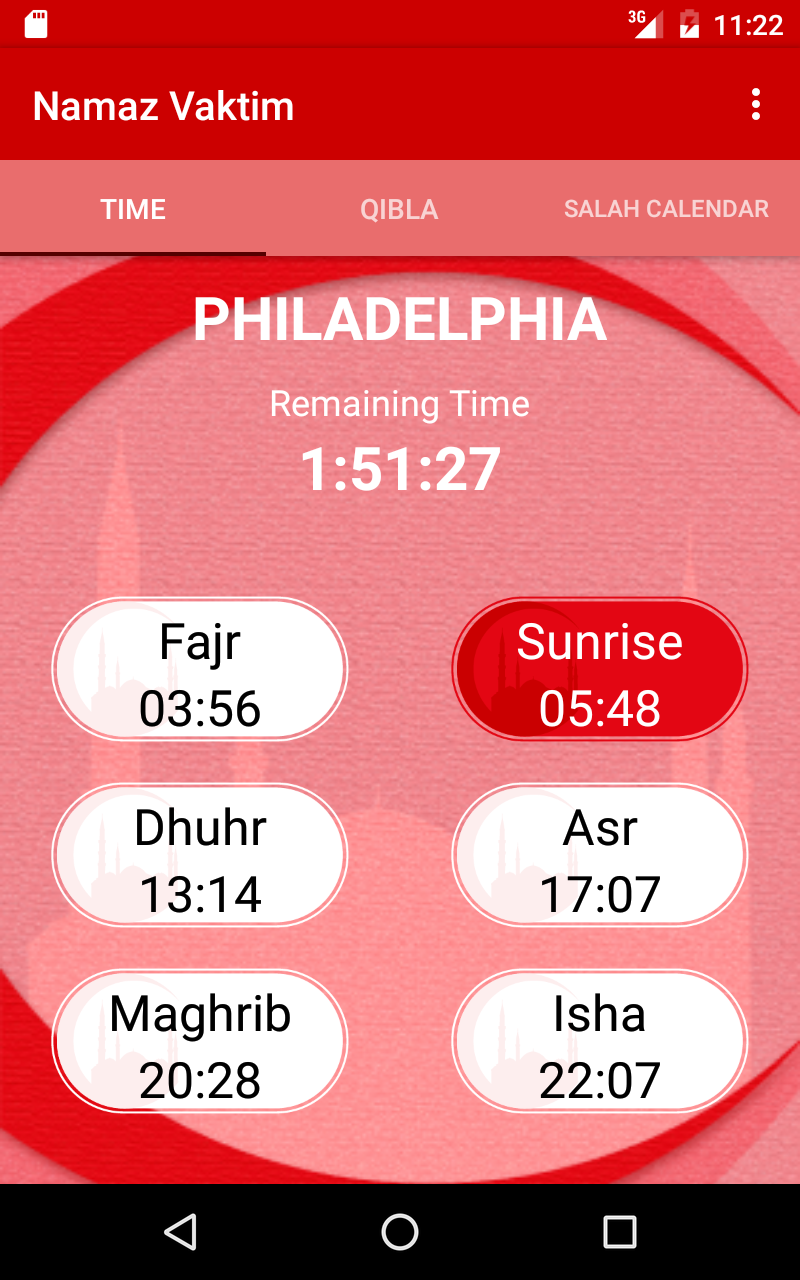 3G 11:22
Namaz Vaktim
TIME QIBLA SALAH CALENDAR
PHILADELPHIA
Remaining Time
1:51:27
Fajr
03:56
Sunrise
05:48
Dhuhr
13:14
Asr
17:07
Maghrib
20:28
Isha
22:07